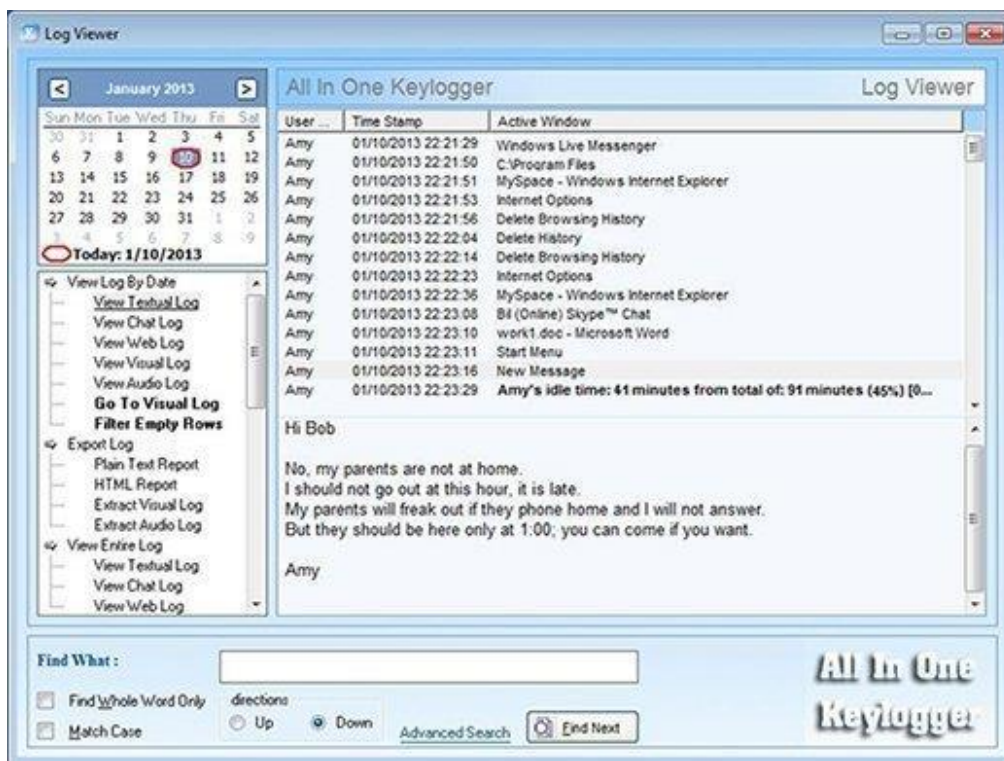 Log Viewer
< January 2013 >
Sun Mon Tue Wed Thu Fri Sat
30 31 1 2 3 4 5
6 7 8 9 10 11 12
13 14 15 16 17 18 19
20 21 22 23 24 25 26
27 28 29 30 31 1 2
3 4 5 6 7 8 9
Today: 1/10/2013
View Log By Date
View Textual Log
View Chat Log
View Web Log
View Visual Log
View Audio Log
Go To Visual Log
Filter Empty Rows
Export Log
Plain Text Report
HTML Report
Extract Visual Log
Extract Audio Log
View Entire Log
View Textual Log
View Chat Log
View Web Log
All In One Keylogger Log Viewer
User ... Time Stamp Active Window
Amy 01/10/2013 22:21:29 Windows Live Messenger
Amy 01/10/2013 22:21:50 C:\Program Files
Amy 01/10/2013 22:21:51 MySpace - Windows Internet Explorer
Amy 01/10/2013 22:21:53 Internet Options
Amy 01/10/2013 22:21:56 Delete Browsing History
Amy 01/10/2013 22:22:04 Delete History
Amy 01/10/2013 22:22:14 Delete Browsing History
Amy 01/10/2013 22:22:23 Internet Options
Amy 01/10/2013 22:22:36 MySpace - Windows Internet Explorer
Amy 01/10/2013 22:23:08 Bil (Online) Skype™ Chat
Amy 01/10/2013 22:23:10 work1.doc - Microsoft Word
Amy 01/10/2013 22:23:11 Start Menu
Amy 01/10/2013 22:23:16 New Message
Amy 01/10/2013 22:23:29 Amy's idle time: 41 minutes from total of: 91 minutes (45%) [0...
Hi Bob
No, my parents are not at home.
I should not go out at this hour, it is late.
My parents will freak out if they phone home and I will not answer.
But they should be here only at 1:00; you can come if you want.
Amy
Find What :
Find Whole Word Only
Match Case
directions
Up Down
Advanced Search
Find Next
All In One
Keylogger